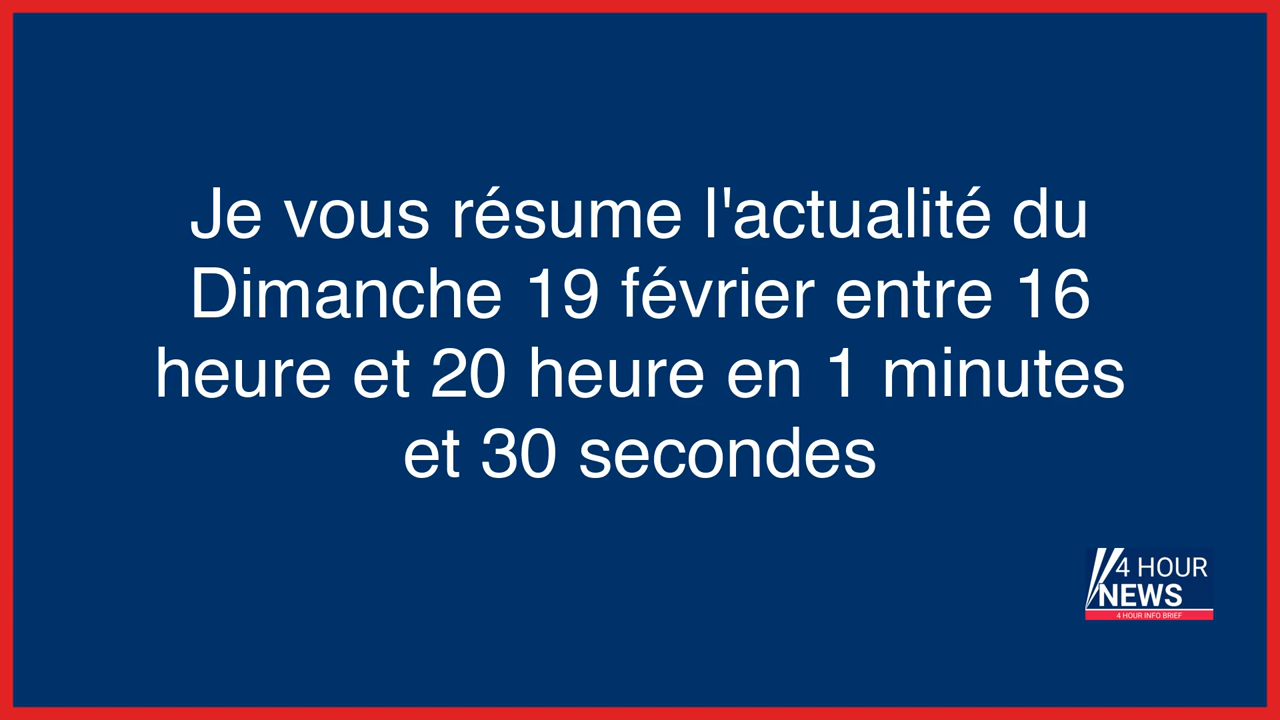 Je vous résume l'actualité du
Dimanche 19 février entre 16
heure et 20 heure en 1 minutes
et 30 secondes
4 HOUR
NEWS
4 HOUR INFO BRIEF